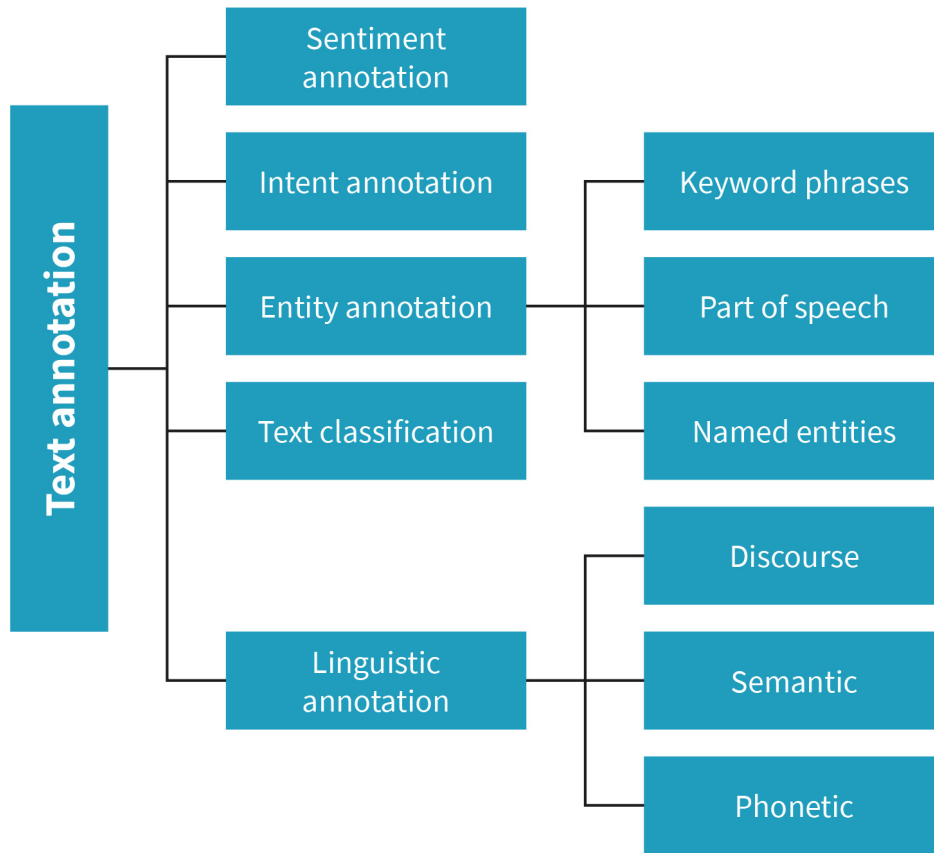 Text annotation
Sentiment
annotation
Intent annotation
Entity annotation
Text classification
Linguistic
annotation
Keyword phrases
Part of speech
Named entities
Discourse
Semantic
Phonetic